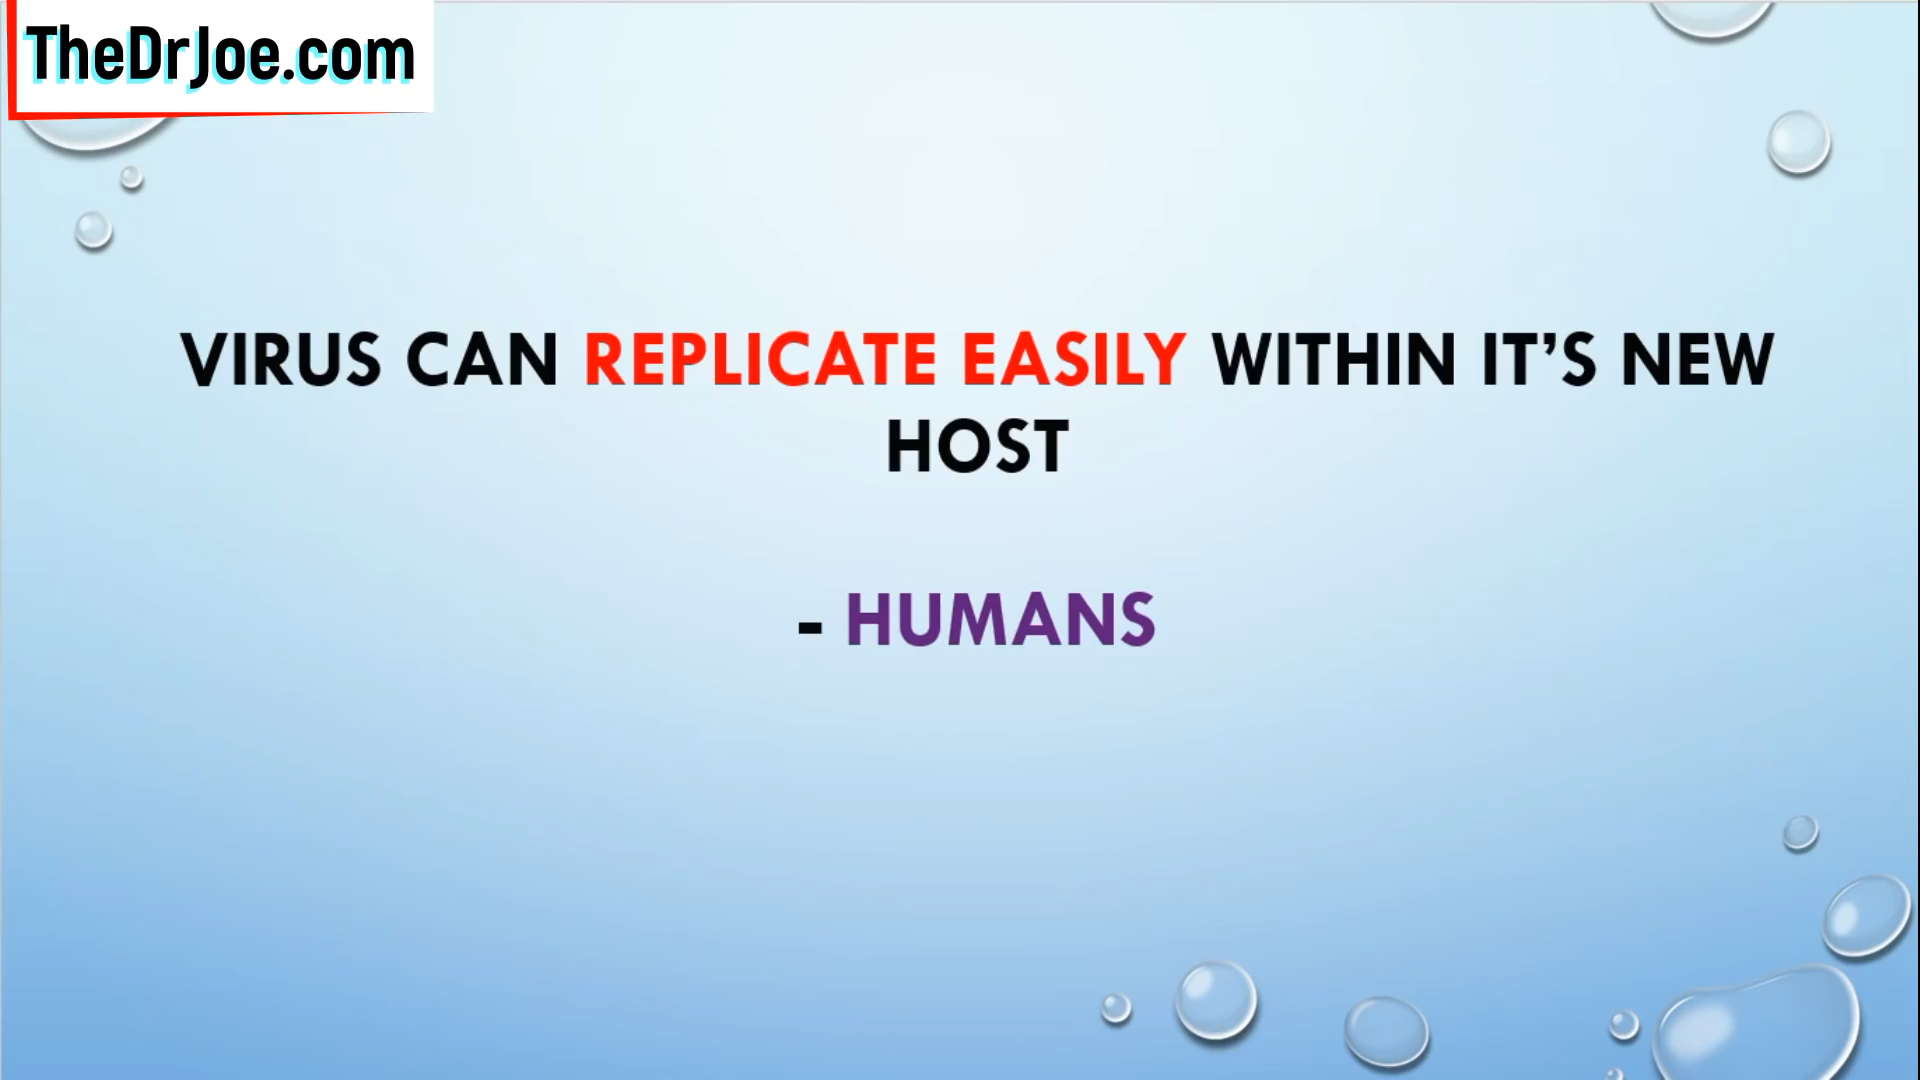 TheDrJoe.com
VIRUS CAN REPLICATE EASILY WITHIN IT’S NEW
HOST
- HUMANS